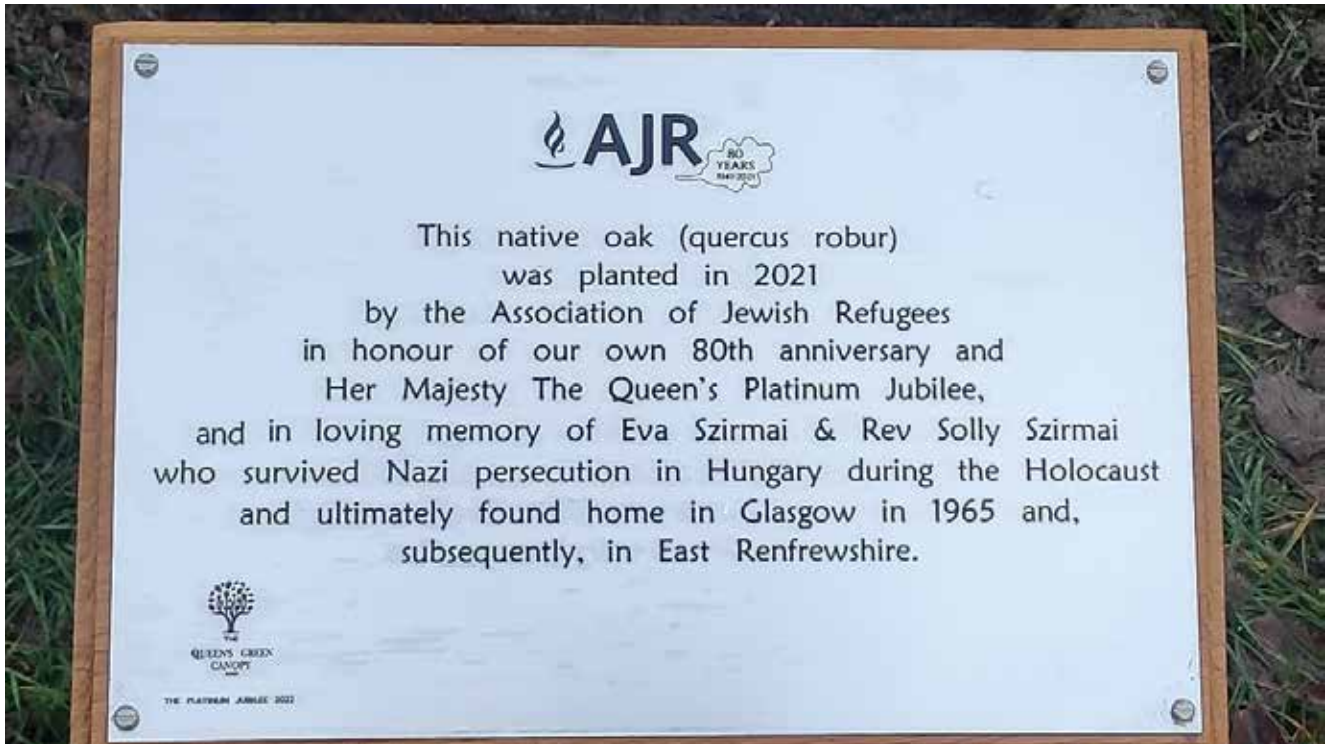 AJR
80
YEARS
1941-2021
This native oak (quercus robur)
was planted in 2021
by the Association of Jewish Refugees
in honour of our own 80th anniversary and
Her Majesty The Queen's Platinum Jubilee,
and in loving memory of Eva Szirmai & Rev Solly Szirmai
who survived Nazi persecution in Hungary during the Holocaust
and ultimately found home in Glasgow in 1965 and,
subsequently, in East Renfrewshire.
THE
QUEEN'S GREEN
CANOPY
THE PLATINUM JUBILEE 2022